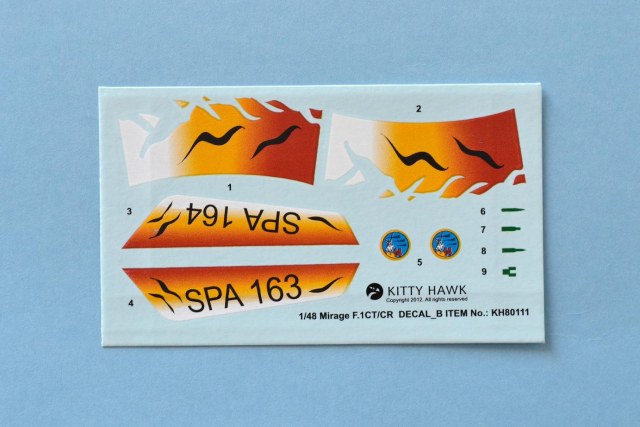 2
1
3
SPA 164
6
7
5
8
9
4
SPA 163
KITTY HAWK
Copyright 2012. All rights reserved
1/48 Mirage F.1CT/CR DECAL_B ITEM No.: KH80111